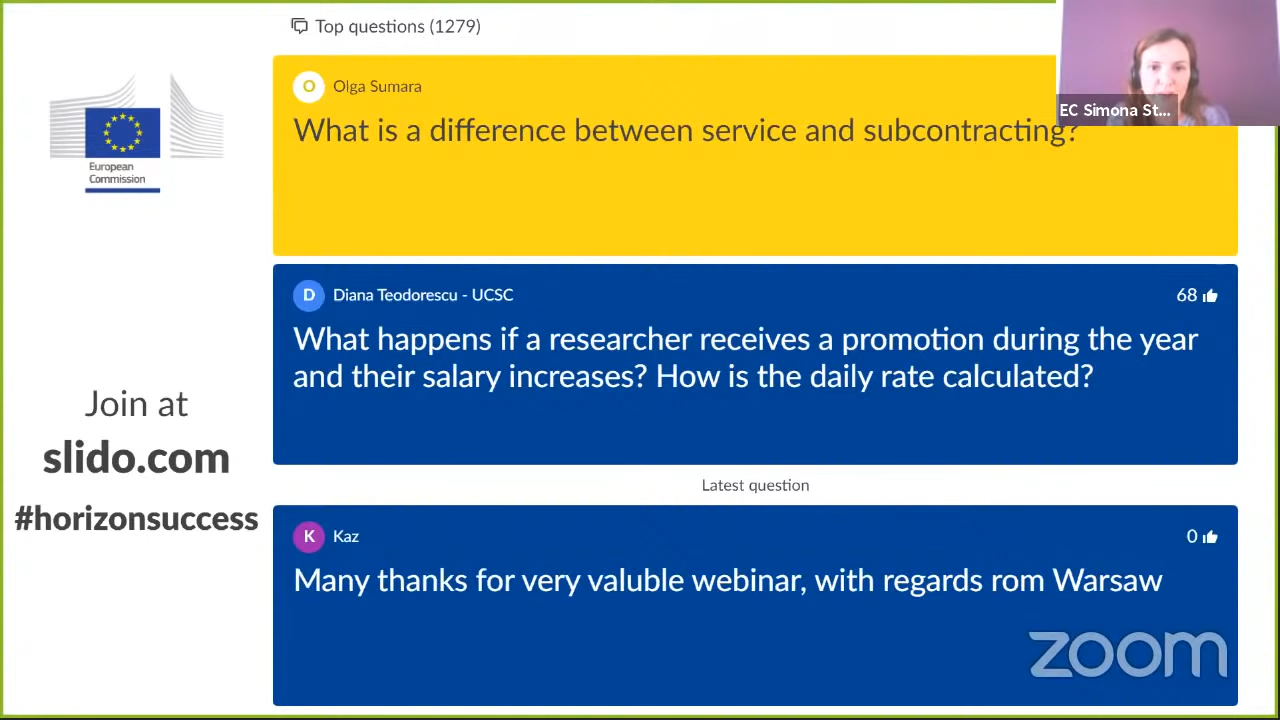 Top questions (1279)
O Olga Sumara
What is a difference between service and subcontracting?
EC Simona St...
European
Commission
D Diana Teodorescu - UCSC
68
What happens if a researcher receives a promotion during the year
and their salary increases? How is the daily rate calculated?
Join at
slido.com
#horizonsuccess
Latest question
K Kaz
0
Many thanks for very valuble webinar, with regards rom Warsaw
zoom